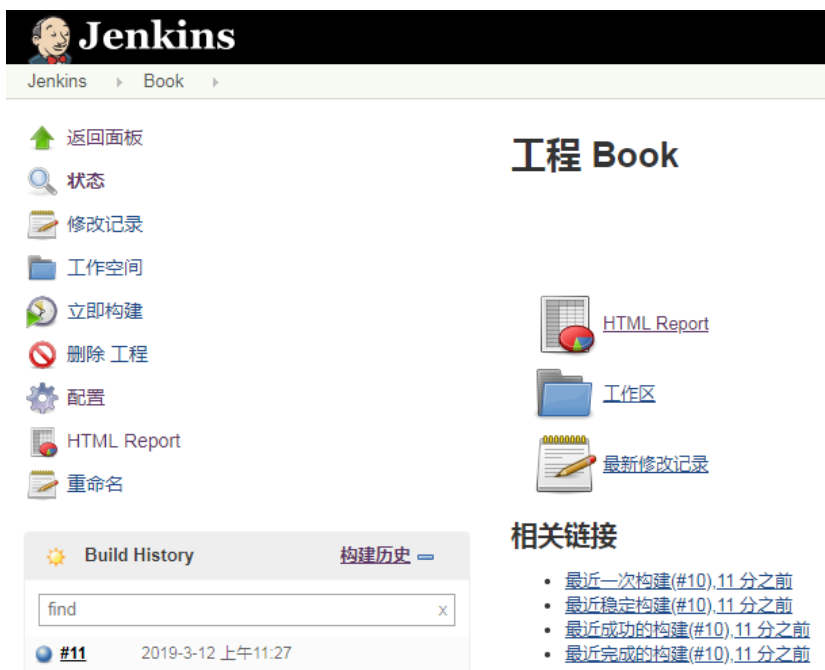 Jenkins
Jenkins Book
返回面板
状态
修改记录
工作空间
立即构建
删除 工程
配置
HTML Report
重命名
Build History 构建历史
find x
#11 2019-3-12 上午11:27
工程 Book
HTML Report
工作区
最新修改记录
相关链接
最近一次构建(#10),11 分之前
最近稳定构建(#10),11 分之前
最近成功的构建(#10),11 分之前
最近完成的构建(#10),11 分之前